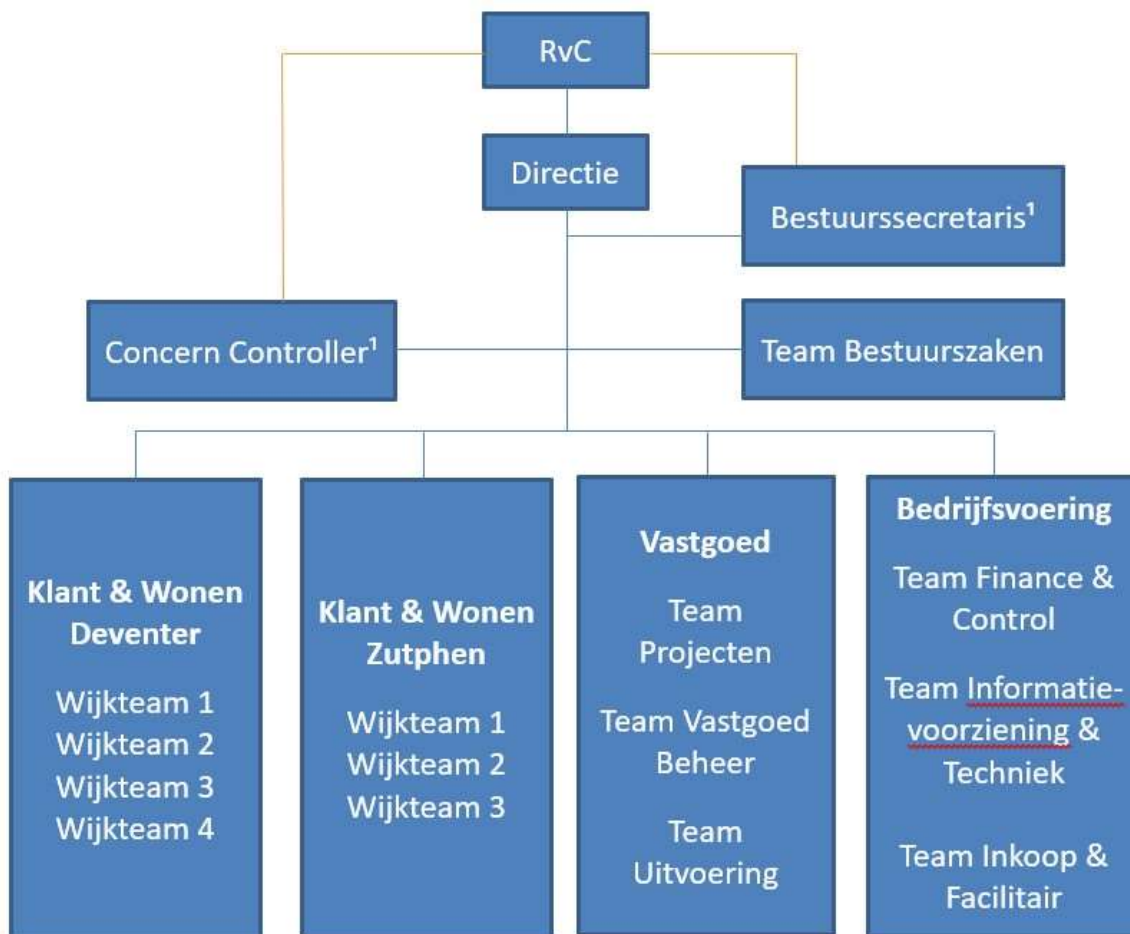 RvC
Directie
Bestuurssecretaris¹
Concern Controller¹
Team Bestuurszaken
Klant & Wonen
Deventer
Wijkteam 1
Wijkteam 2
Wijkteam 3
Wijkteam 4
Klant & Wonen
Zutphen
Wijkteam 1
Wijkteam 2
Wijkteam 3
Vastgoed
Team
Projecten
Team Vastgoed
Beheer
Team
Uitvoering
Bedrijfsvoering
Team Finance &
Control
Team Informatie-
voorziening &
Techniek
Team Inkoop &
Facilitair